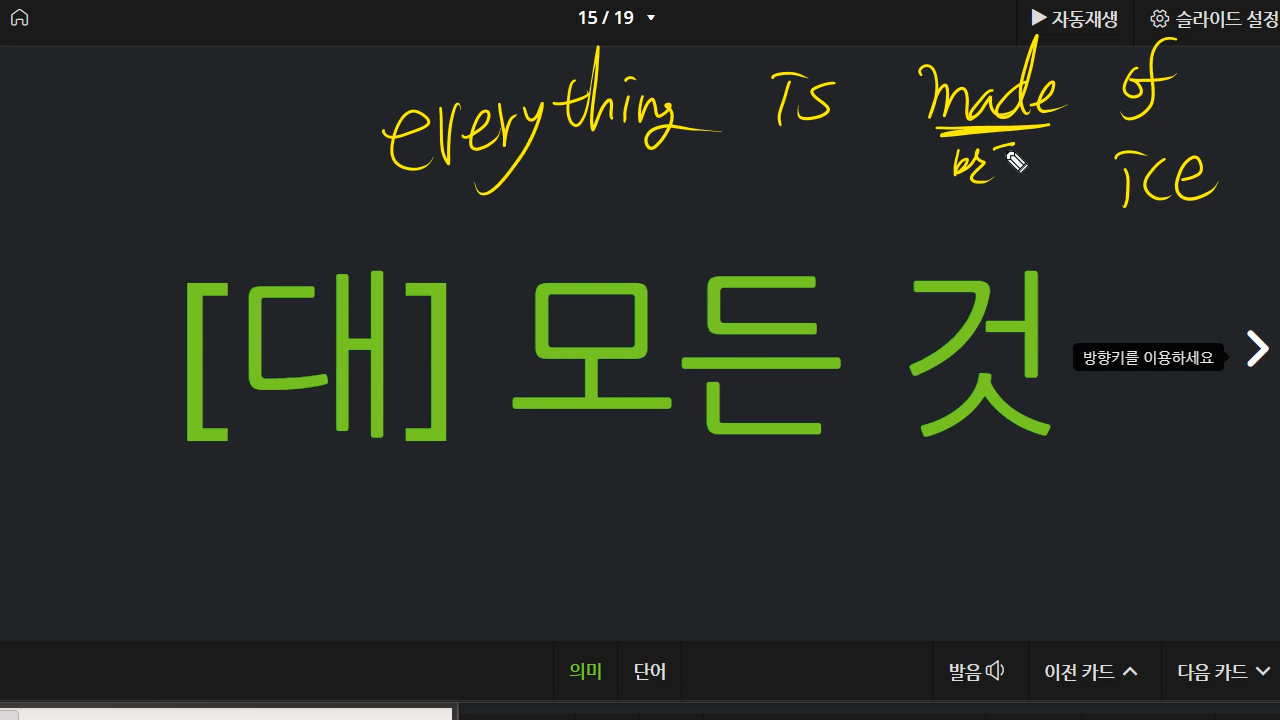 15 / 19
자동재생
슬라이드 설정
everything is made of
ice
[대] 모든 것
방향키를 이용하세요
의미
단어
발음
이전 카드
다음 카드